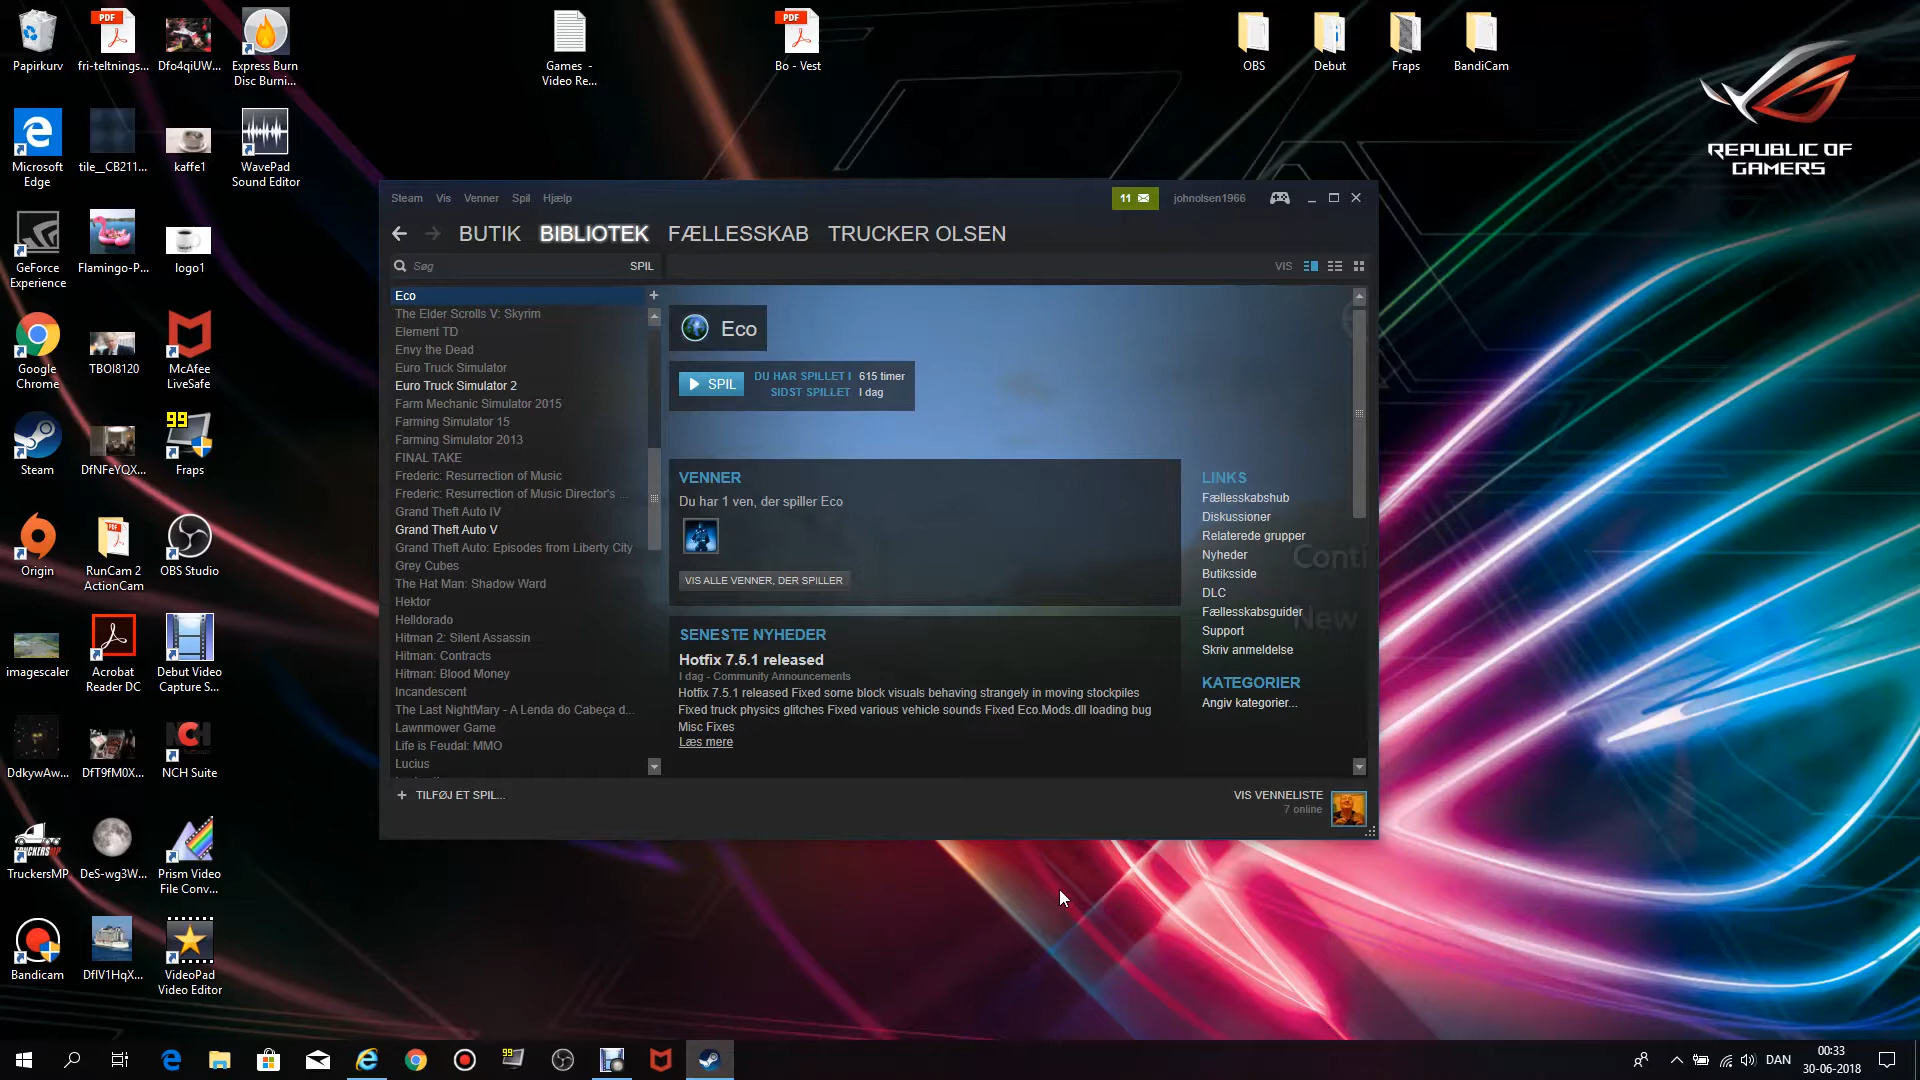 Papirkurv
fri-teltnings...
Dfo4qiUW...
Express Burn
Disc Burni...
Games -
Video Re...
Bo - Vest
OBS
Debut
Fraps
BandiCam
REPUBLIC OF
GAMERS
Microsoft
Edge
tile__CB211...
kaffe1
WavePad
Sound Editor
GeForce
Experience
Flamingo-P...
logo1
Google
Chrome
TBOI8120
McAfee
LiveSafe
Steam
DfNFeYQX...
99
Fraps
Origin
RunCam 2
ActionCam
OBS Studio
imagescaler
Acrobat
Reader DC
Debut Video
Capture S...
DdkywAw...
DfT9fM0X...
NCH Suite
TruckersMP
DeS-wg3W...
Prism Video
File Conv...
Bandicam
DfIV1HqX...
VideoPad
Video Editor
Steam Vis Venner Spil Hjælp
11
johnolsen1966
BUTIK BIBLIOTEK FÆLLESSKAB TRUCKER OLSEN
Søg
SPIL
VIS
Eco
The Elder Scrolls V: Skyrim
Element TD
Envy the Dead
Euro Truck Simulator
Euro Truck Simulator 2
Farm Mechanic Simulator 2015
Farming Simulator 15
Farming Simulator 2013
FINAL TAKE
Frederic: Resurrection of Music
Frederic: Resurrection of Music Director's ...
Grand Theft Auto IV
Grand Theft Auto V
Grand Theft Auto: Episodes from Liberty City
Grey Cubes
The Hat Man: Shadow Ward
Hektor
Helldorado
Hitman 2: Silent Assassin
Hitman: Contracts
Hitman: Blood Money
Incandescent
The Last NightMary - A Lenda do Cabeça d...
Lawnmower Game
Life is Feudal: MMO
Lucius
Eco
SPIL
DU HAR SPILLET I 615 timer
SIDST SPILLET I dag
VENNER
Du har 1 ven, der spiller Eco
VIS ALLE VENNER, DER SPILLER
SENESTE NYHEDER
Hotfix 7.5.1 released
I dag - Community Announcements
Hotfix 7.5.1 released Fixed some block visuals behaving strangely in moving stockpiles
Fixed truck physics glitches Fixed various vehicle sounds Fixed Eco.Mods.dll loading bug
Misc Fixes
Læs mere
LINKS
Fællesskabshub
Diskussioner
Relaterede grupper
Nyheder
Butiksside
DLC
Fællesskabsguider
Support
Skriv anmeldelse
KATEGORIER
Angiv kategorier...
Conti
New
TILFØJ ET SPIL...
VIS VENNELISTE
7 online
99
DAN
00:33
30-06-2018